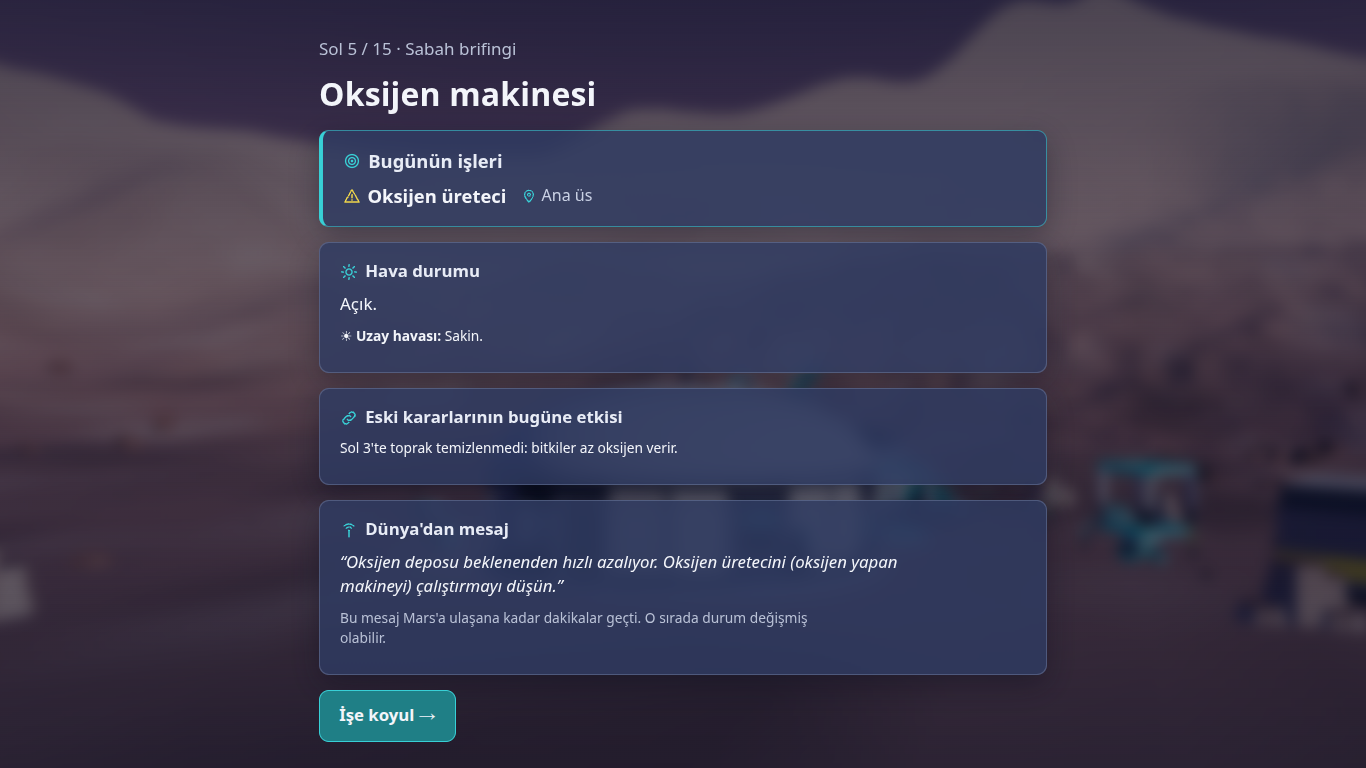 Sol 5 / 15 · Sabah brifingi
Oksijen makinesi
Bugünün işleri
Oksijen üreteci Ana üs
Hava durumu
Açık.
☀ Uzay havası: Sakin.
Eski kararlarının bugüne etkisi
Sol 3'te toprak temizlenmedi: bitkiler az oksijen verir.
Dünya'dan mesaj
“Oksijen deposu beklenenden hızlı azalıyor. Oksijen üretecini (oksijen yapan
makineyi) çalıştırmayı düşün.”
Bu mesaj Mars'a ulaşana kadar dakikalar geçti. O sırada durum değişmiş
olabilir.
İşe koyul →